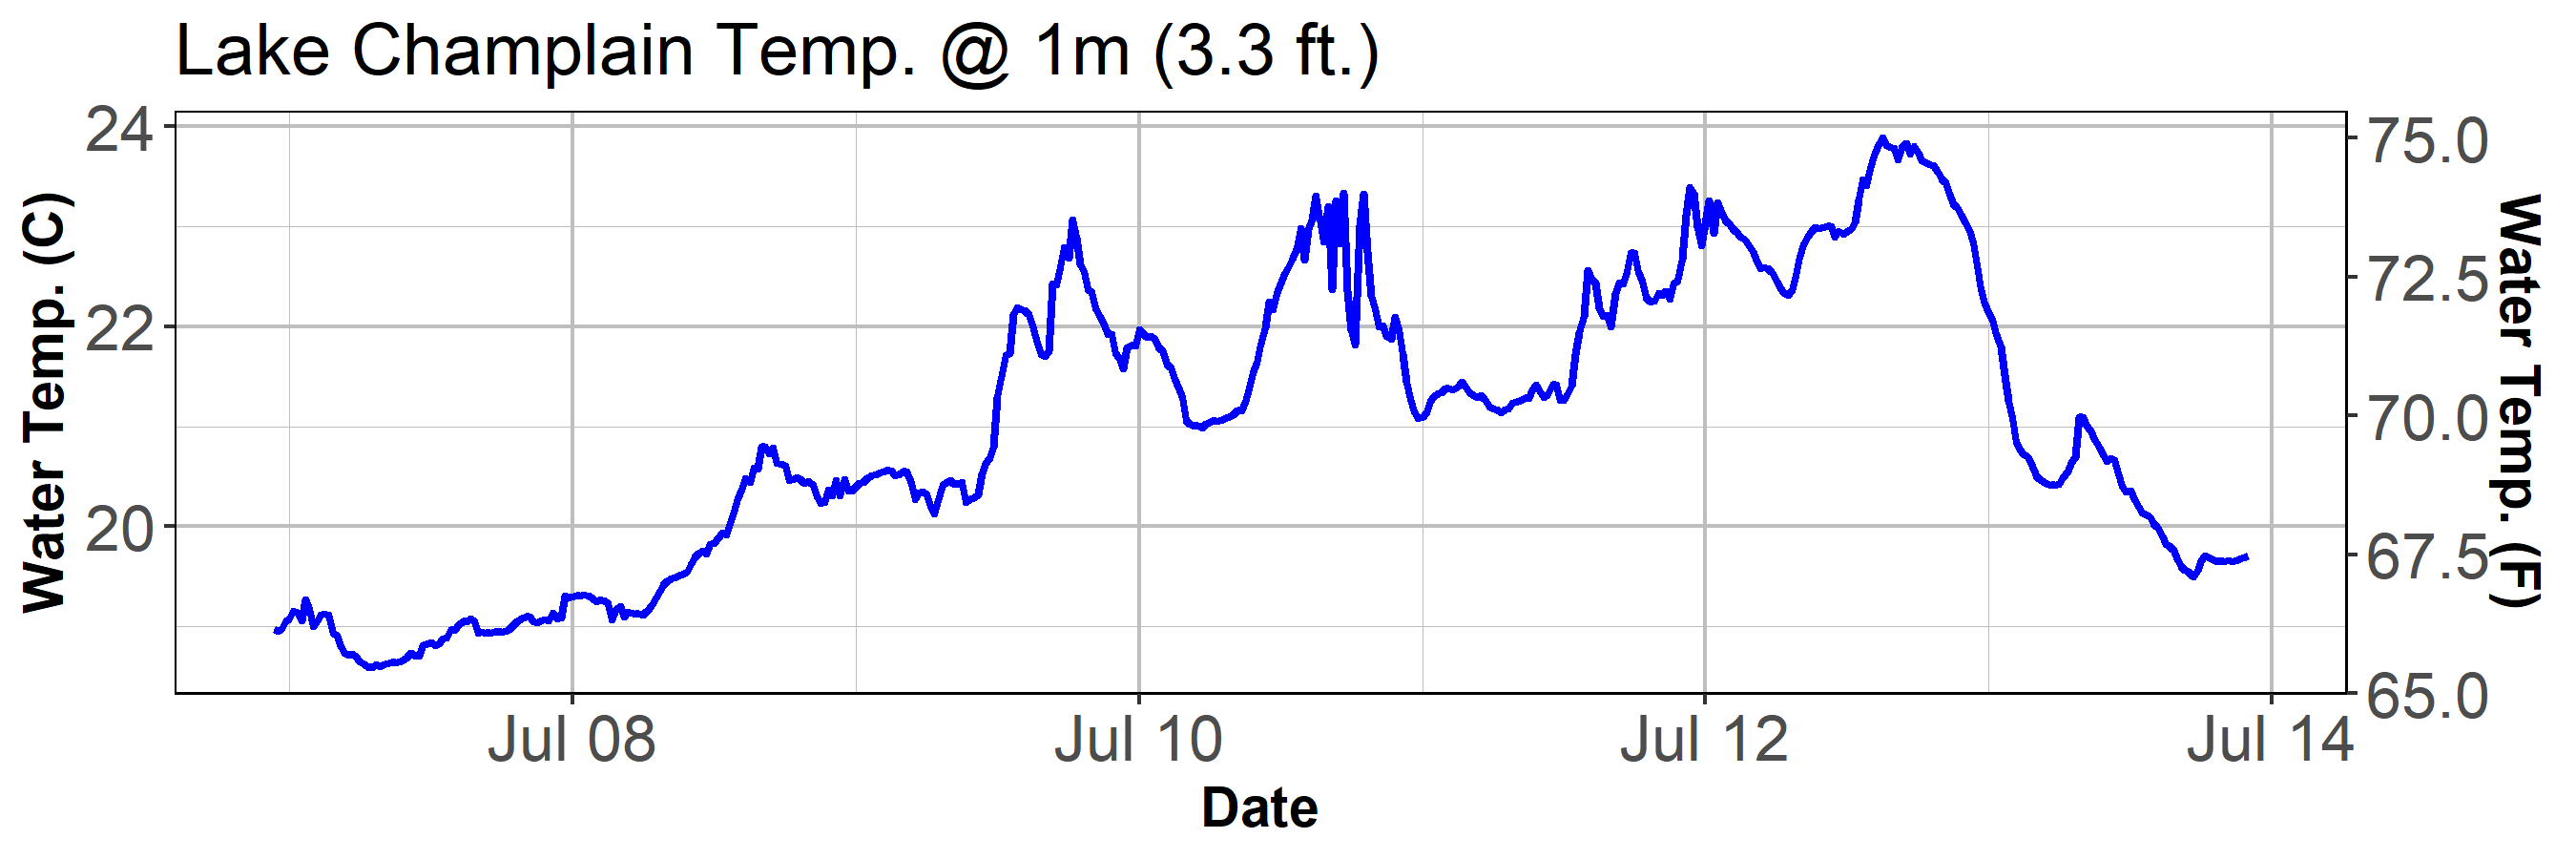 Lake Champlain Temp. @ 1m (3.3 ft.)
Water Temp. (C)
24
22
20
75.0
72.5
70.0
67.5
65.0
Water Temp. (F)
Jul 08 Jul 10 Jul 12 Jul 14
Date